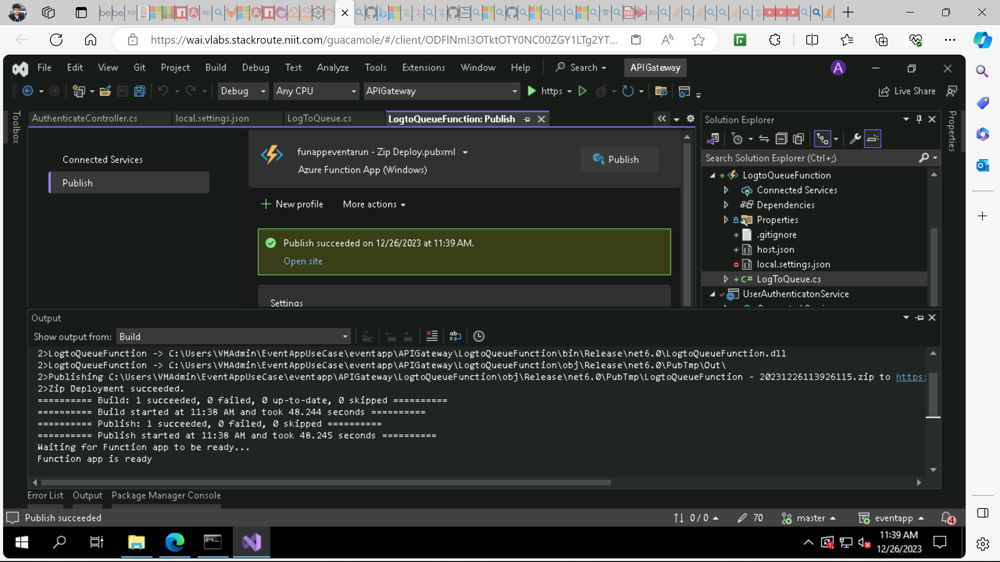 https://wai.vlabs.stackroute.niit.com/guacamole/#/client/ODFlNmI3OTktOTY0NC00ZGY1LTg2YT...
File Edit View Git Project Build Debug Test Analyze Tools Extensions Window Help Search APIGateway A
Debug Any CPU APIGateway https Live Share
Toolbox
AuthenticateController.cs local.settings.json LogToQueue.cs LogtoQueueFunction: Publish
Connected Services
Publish
funappeventarun - Zip Deploy.pubxml
Azure Function App (Windows)
Publish
New profile More actions
Publish succeeded on 12/26/2023 at 11:39 AM.
Open site
Settings
Solution Explorer
Search Solution Explorer (Ctrl+;)
LogtoQueueFunction
Connected Services
Dependencies
Properties
.gitignore
host.json
local.settings.json
LogToQueue.cs
UserAuthenticatonService
Properties
Output
Show output from: Build
2>LogtoQueueFunction -> C:\Users\VMAdmin\EventAppUseCase\eventapp\APIGateway\LogtoQueueFunction\bin\Release\net6.0\LogtoQueueFunction.dll
2>LogtoQueueFunction -> C:\Users\VMAdmin\EventAppUseCase\eventapp\APIGateway\LogtoQueueFunction\obj\Release\net6.0\PubTmp\Out\
2>Publishing C:\Users\VMAdmin\EventAppUseCase\eventapp\APIGateway\LogtoQueueFunction\obj\Release\net6.0\PubTmp\LogtoQueueFunction - 20231226113926115.zip to https:
2>Zip Deployment succeeded.
========== Build: 1 succeeded, 0 failed, 0 up-to-date, 0 skipped ==========
========== Build started at 11:38 AM and took 48.244 seconds ==========
========== Publish: 1 succeeded, 0 failed, 0 skipped ==========
========== Publish started at 11:38 AM and took 48.245 seconds ==========
Waiting for Function app to be ready...
Function app is ready
Error List Output Package Manager Console
Publish succeeded 0 / 0 70 master eventapp 4
11:39 AM
12/26/2023